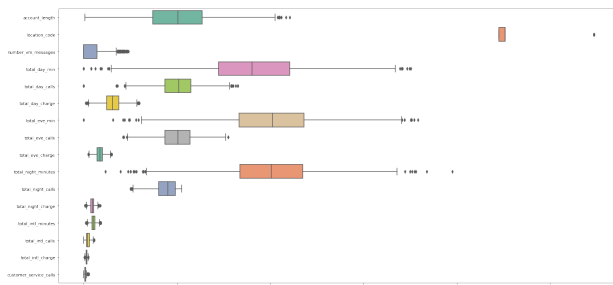 account_length
location_code
number_vm_messages
total_day_min
total_day_calls
total_day_charge
total_eve_min
total_eve_calls
total_eve_charge
total_night_minutes
total_night_calls
total_night_charge
total_intl_minutes
total_intl_calls
total_intl_charge
customer_service_calls